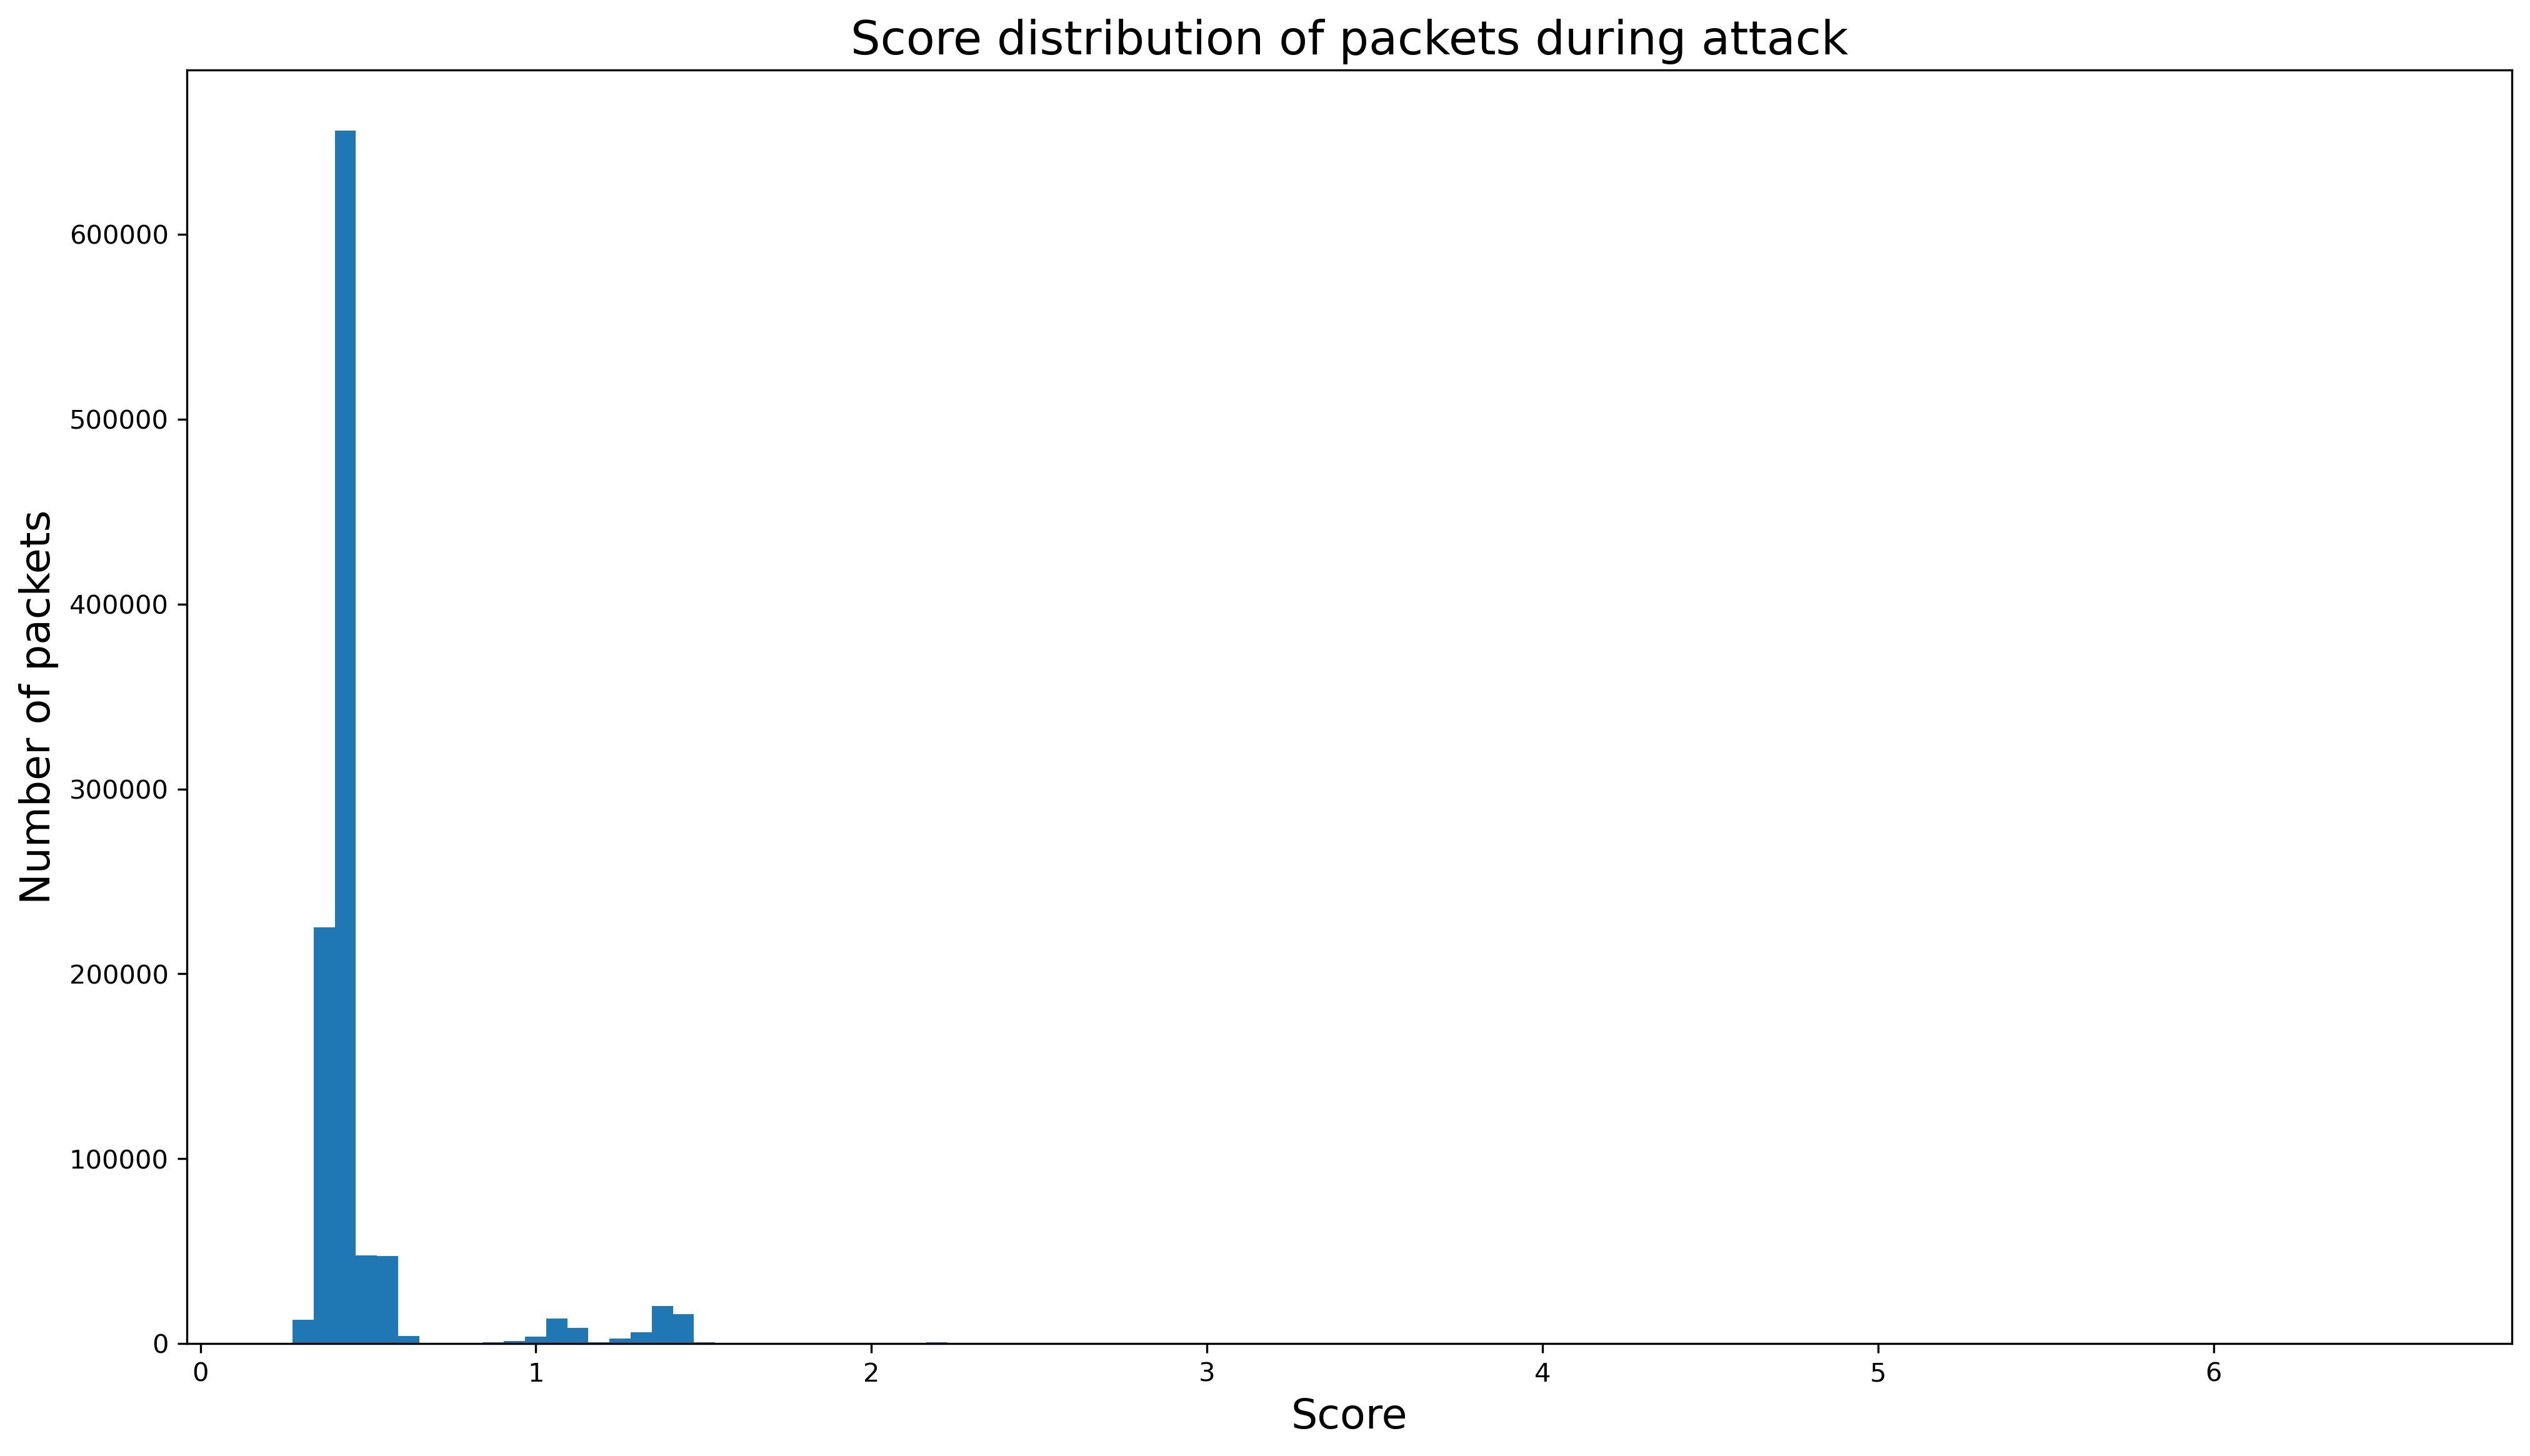 Score distribution of packets during attack
Number of packets
600000
500000
400000
300000
200000
100000
0
0 1 2 3 4 5 6
Score